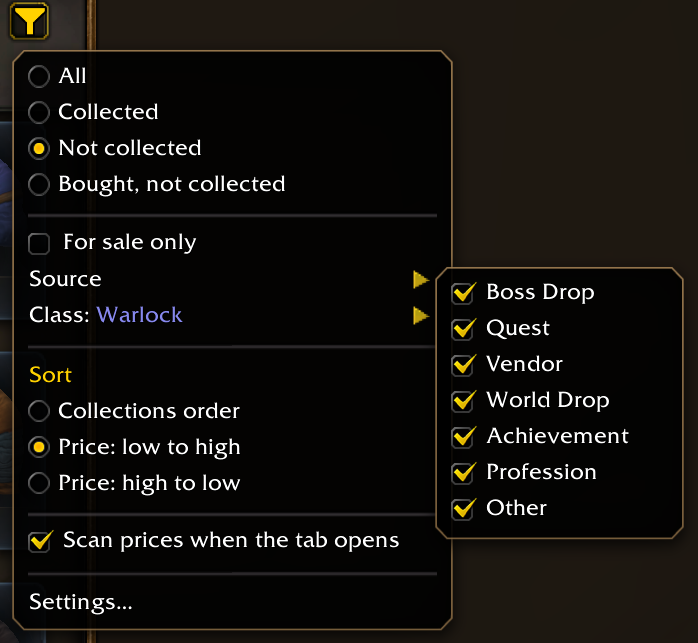 All
Collected
Not collected
Bought, not collected
For sale only
Source
Class: Warlock
Sort
Collections order
Price: low to high
Price: high to low
Scan prices when the tab opens
Settings...
Boss Drop
Quest
Vendor
World Drop
Achievement
Profession
Other